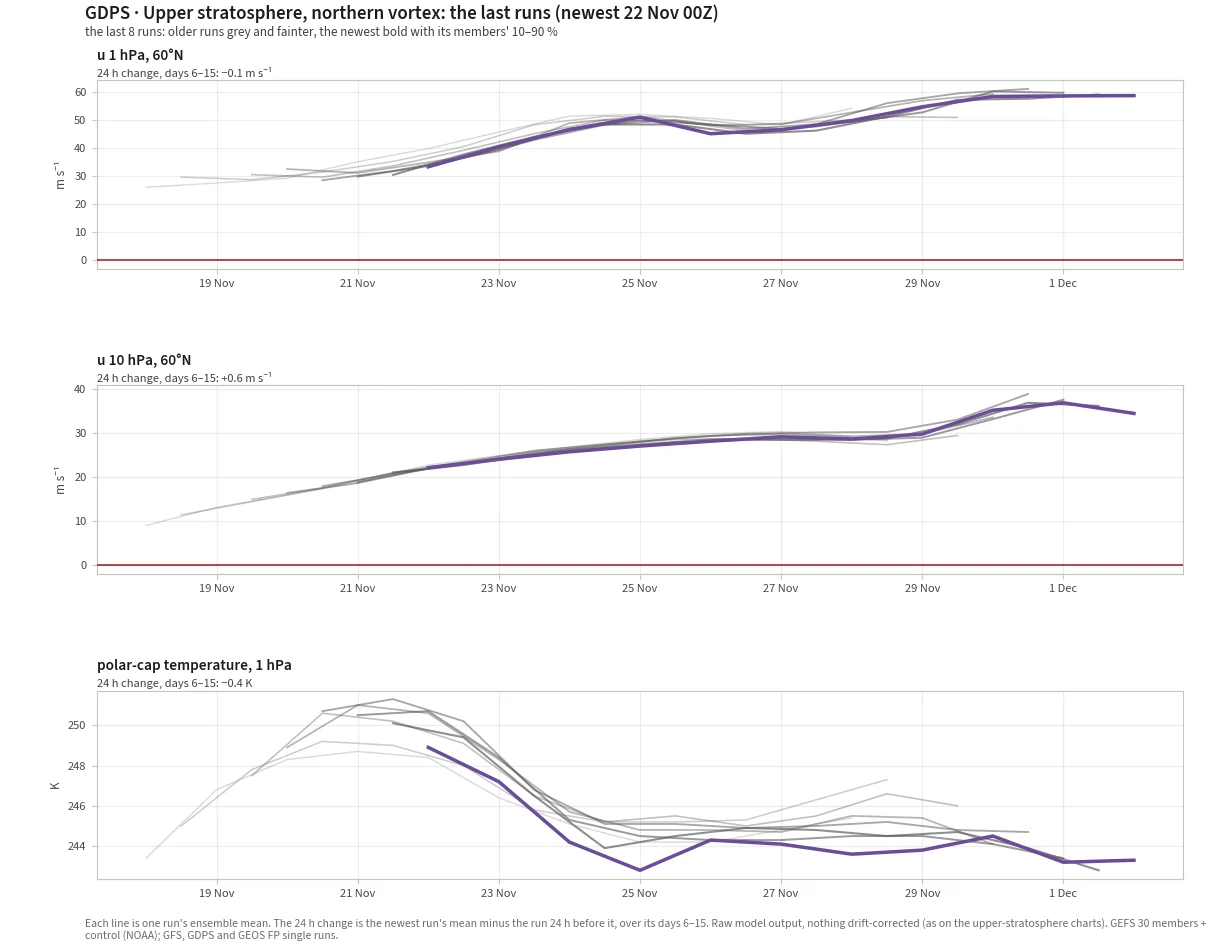 GDPS · Upper stratosphere, northern vortex: the last runs (newest 22 Nov 00Z)
the last 8 runs: older runs grey and fainter, the newest bold with its members' 10–90 %
u 1 hPa, 60°N
24 h change, days 6–15: −0.1 m s⁻¹
60
50
40
30
20
10
0
m s⁻¹
19 Nov 21 Nov 23 Nov 25 Nov 27 Nov 29 Nov 1 Dec
u 10 hPa, 60°N
24 h change, days 6–15: +0.6 m s⁻¹
40
30
20
10
0
m s⁻¹
19 Nov 21 Nov 23 Nov 25 Nov 27 Nov 29 Nov 1 Dec
polar-cap temperature, 1 hPa
24 h change, days 6–15: −0.4 K
250
248
246
244
K
19 Nov 21 Nov 23 Nov 25 Nov 27 Nov 29 Nov 1 Dec
Each line is one run's ensemble mean. The 24 h change is the newest run's mean minus the run 24 h before it, over its days 6–15. Raw model output, nothing drift-corrected (as on the upper-stratosphere charts). GEFS 30 members +
control (NOAA); GFS, GDPS and GEOS FP single runs.